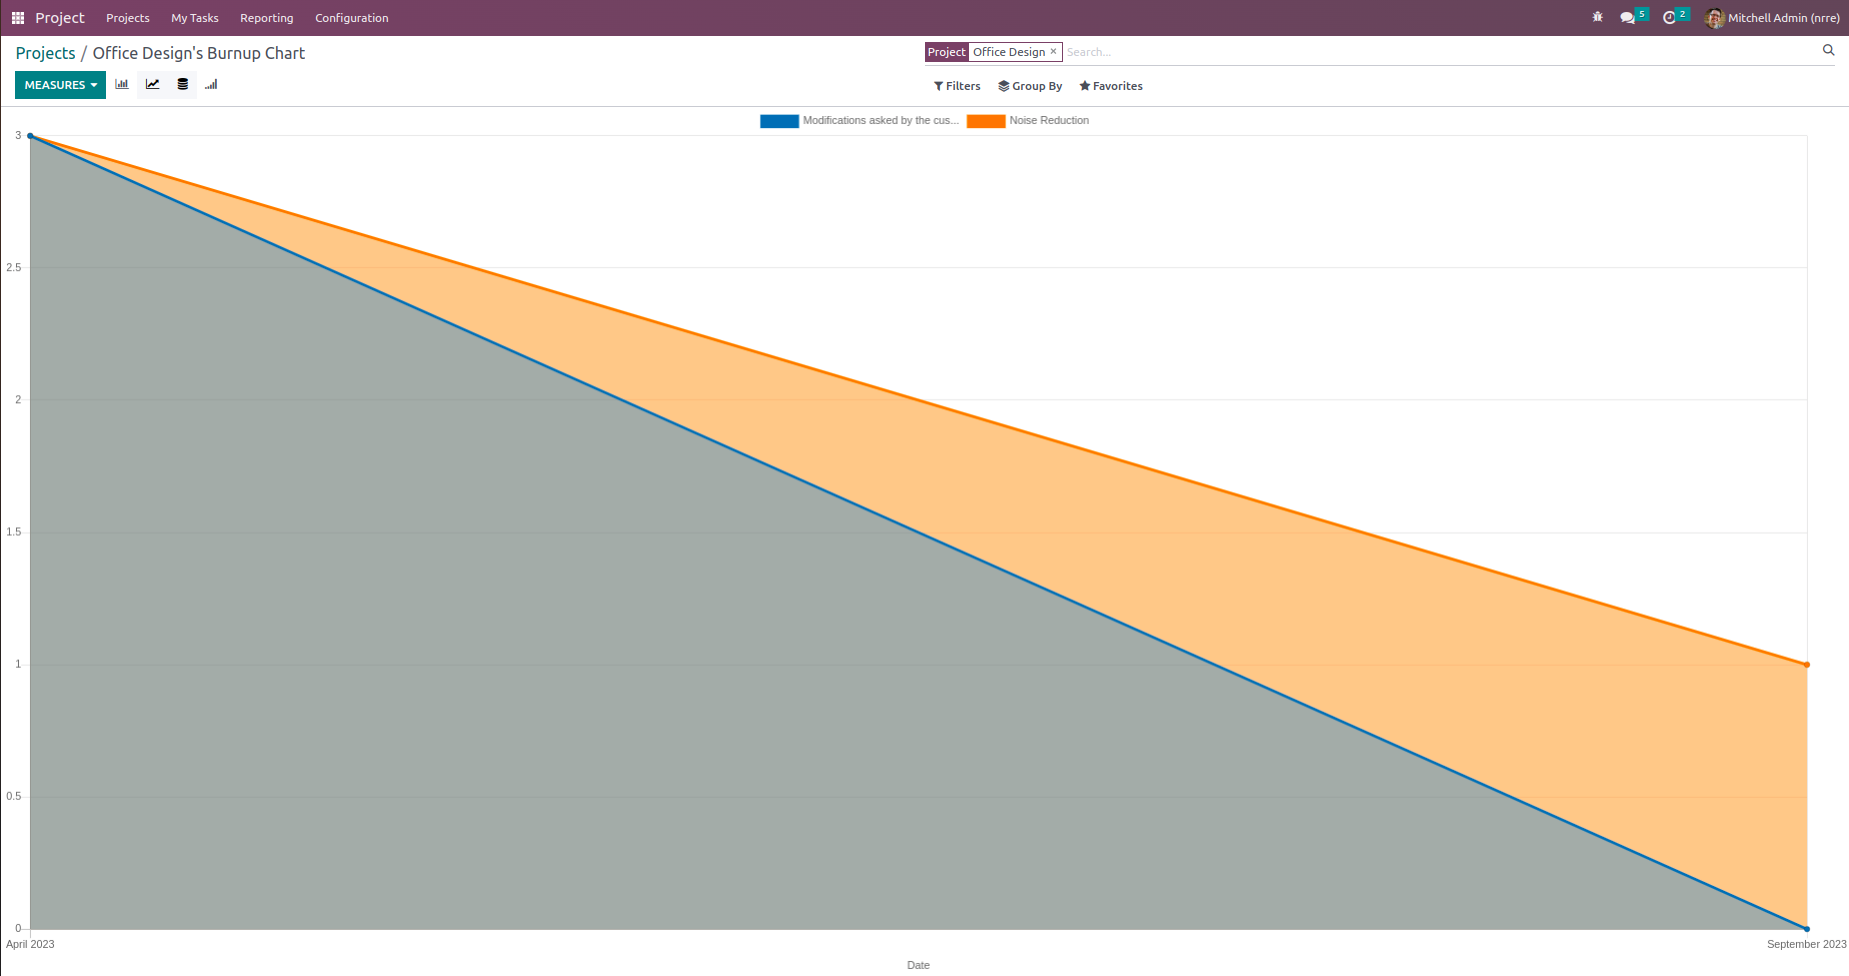 Project Projects My Tasks Reporting Configuration 5 2 Mitchell Admin (nrre)
Projects / Office Design's Burnup Chart
Project Office Design × Search...
MEASURES
Filters Group By Favorites
Modifications asked by the cus... Noise Reduction
3
2.5
2
1.5
1
0.5
0
April 2023 September 2023
Date